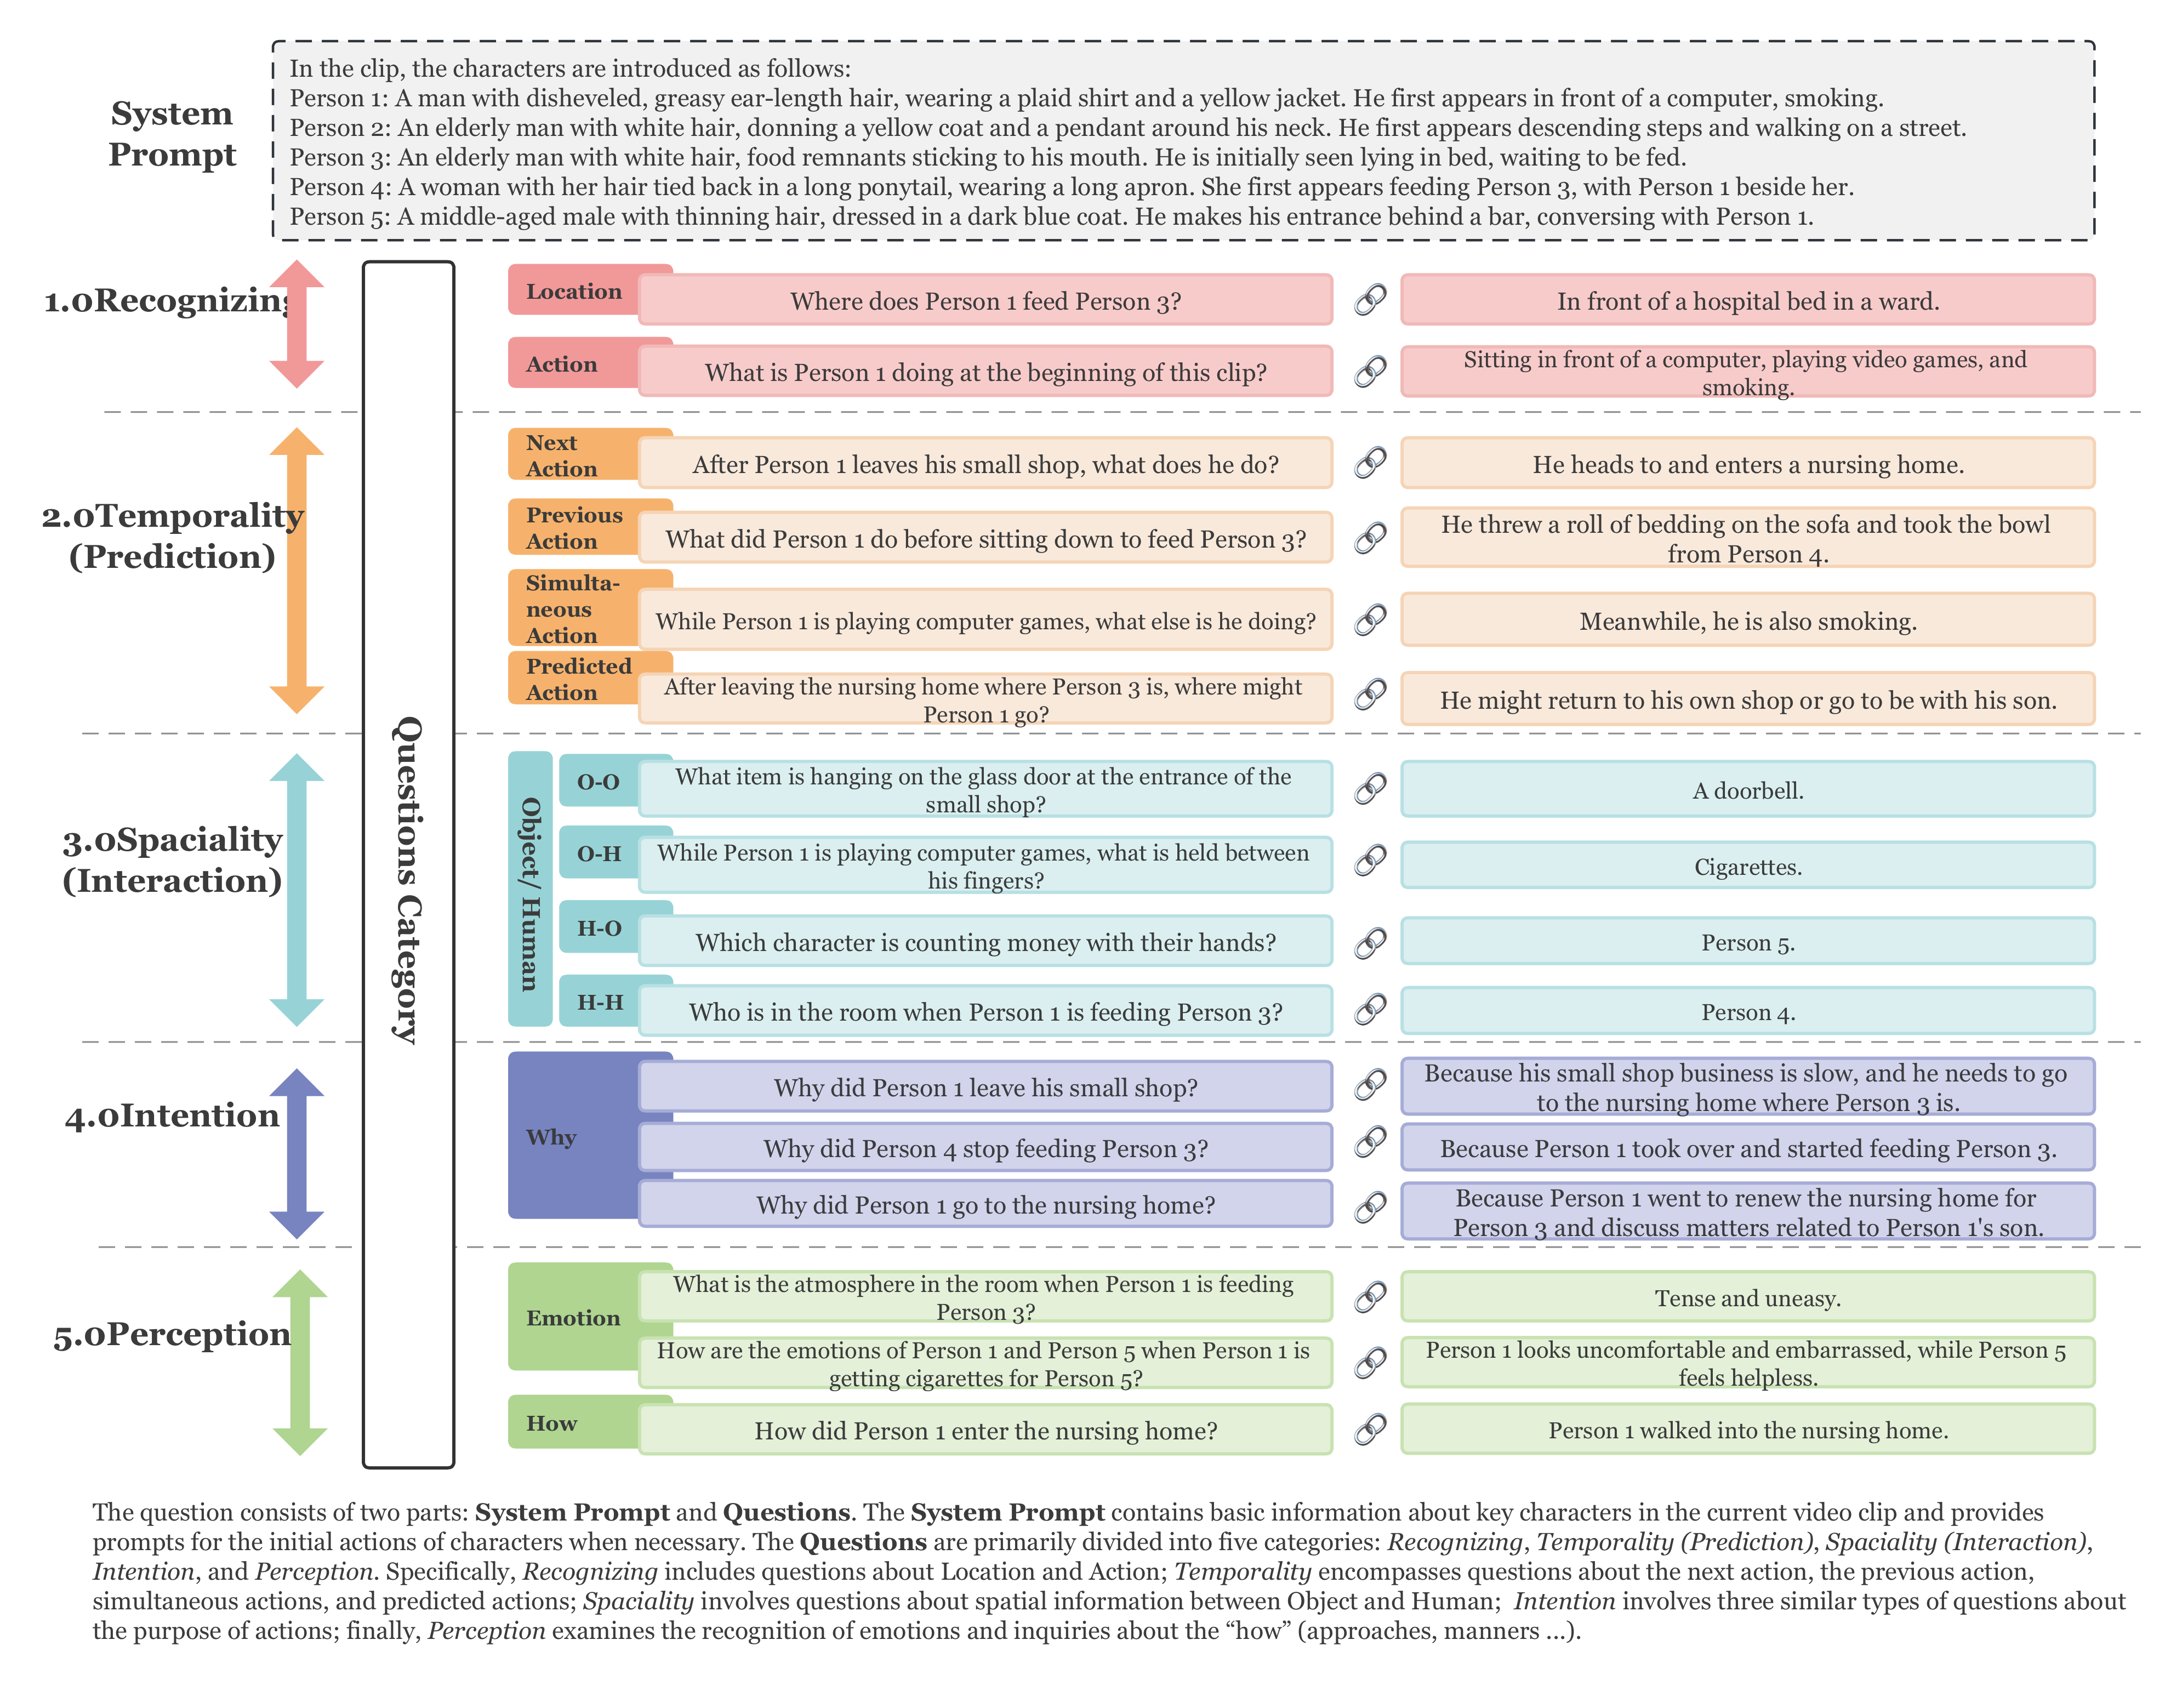 System
Prompt
In the clip, the characters are introduced as follows:
Person 1: A man with disheveled, greasy ear-length hair, wearing a plaid shirt and a yellow jacket. He first appears in front of a computer, smoking.
Person 2: An elderly man with white hair, donning a yellow coat and a pendant around his neck. He first appears descending steps and walking on a street.
Person 3: An elderly man with white hair, food remnants sticking to his mouth. He is initially seen lying in bed, waiting to be fed.
Person 4: A woman with her hair tied back in a long ponytail, wearing a long apron. She first appears feeding Person 3, with Person 1 beside her.
Person 5: A middle-aged male with thinning hair, dressed in a dark blue coat. He makes his entrance behind a bar, conversing with Person 1.
Questions Category
1.0Recognizing
Location
Where does Person 1 feed Person 3?
In front of a hospital bed in a ward.
Action
What is Person 1 doing at the beginning of this clip?
Sitting in front of a computer, playing video games, and
smoking.
2.0Temporality
(Prediction)
Next
Action
After Person 1 leaves his small shop, what does he do?
He heads to and enters a nursing home.
Previous
Action
What did Person 1 do before sitting down to feed Person 3?
He threw a roll of bedding on the sofa and took the bowl
from Person 4.
Simulta-
neous
Action
While Person 1 is playing computer games, what else is he doing?
Meanwhile, he is also smoking.
Predicted
Action
After leaving the nursing home where Person 3 is, where might
Person 1 go?
He might return to his own shop or go to be with his son.
3.0Spaciality
(Interaction)
Object/ Human
O-O
What item is hanging on the glass door at the entrance of the
small shop?
A doorbell.
O-H
While Person 1 is playing computer games, what is held between
his fingers?
Cigarettes.
H-O
Which character is counting money with their hands?
Person 5.
H-H
Who is in the room when Person 1 is feeding Person 3?
Person 4.
4.0Intention
Why
Why did Person 1 leave his small shop?
Because his small shop business is slow, and he needs to go
to the nursing home where Person 3 is.
Why did Person 4 stop feeding Person 3?
Because Person 1 took over and started feeding Person 3.
Why did Person 1 go to the nursing home?
Because Person 1 went to renew the nursing home for
Person 3 and discuss matters related to Person 1's son.
5.0Perception
Emotion
What is the atmosphere in the room when Person 1 is feeding
Person 3?
Tense and uneasy.
How are the emotions of Person 1 and Person 5 when Person 1 is
getting cigarettes for Person 5?
Person 1 looks uncomfortable and embarrassed, while Person 5
feels helpless.
How
How did Person 1 enter the nursing home?
Person 1 walked into the nursing home.
The question consists of two parts: System Prompt and Questions. The System Prompt contains basic information about key characters in the current video clip and provides
prompts for the initial actions of characters when necessary. The Questions are primarily divided into five categories: Recognizing, Temporality (Prediction), Spaciality (Interaction),
Intention, and Perception. Specifically, Recognizing includes questions about Location and Action; Temporality encompasses questions about the next action, the previous action,
simultaneous actions, and predicted actions; Spaciality involves questions about spatial information between Object and Human; Intention involves three similar types of questions about
the purpose of actions; finally, Perception examines the recognition of emotions and inquiries about the “how” (approaches, manners ...).